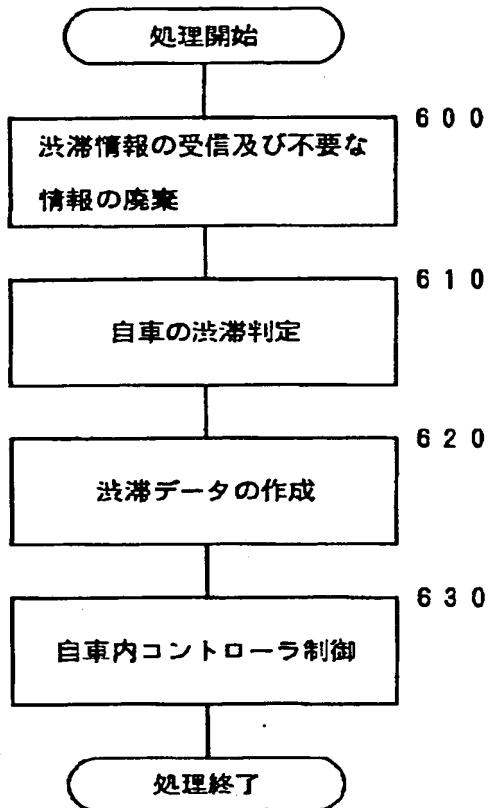 処理開始
600
渋滞情報の受信及び不要な
情報の廃棄
610
自車の渋滞判定
620
渋滞データの作成
630
自車内コントローラ制御
処理終了